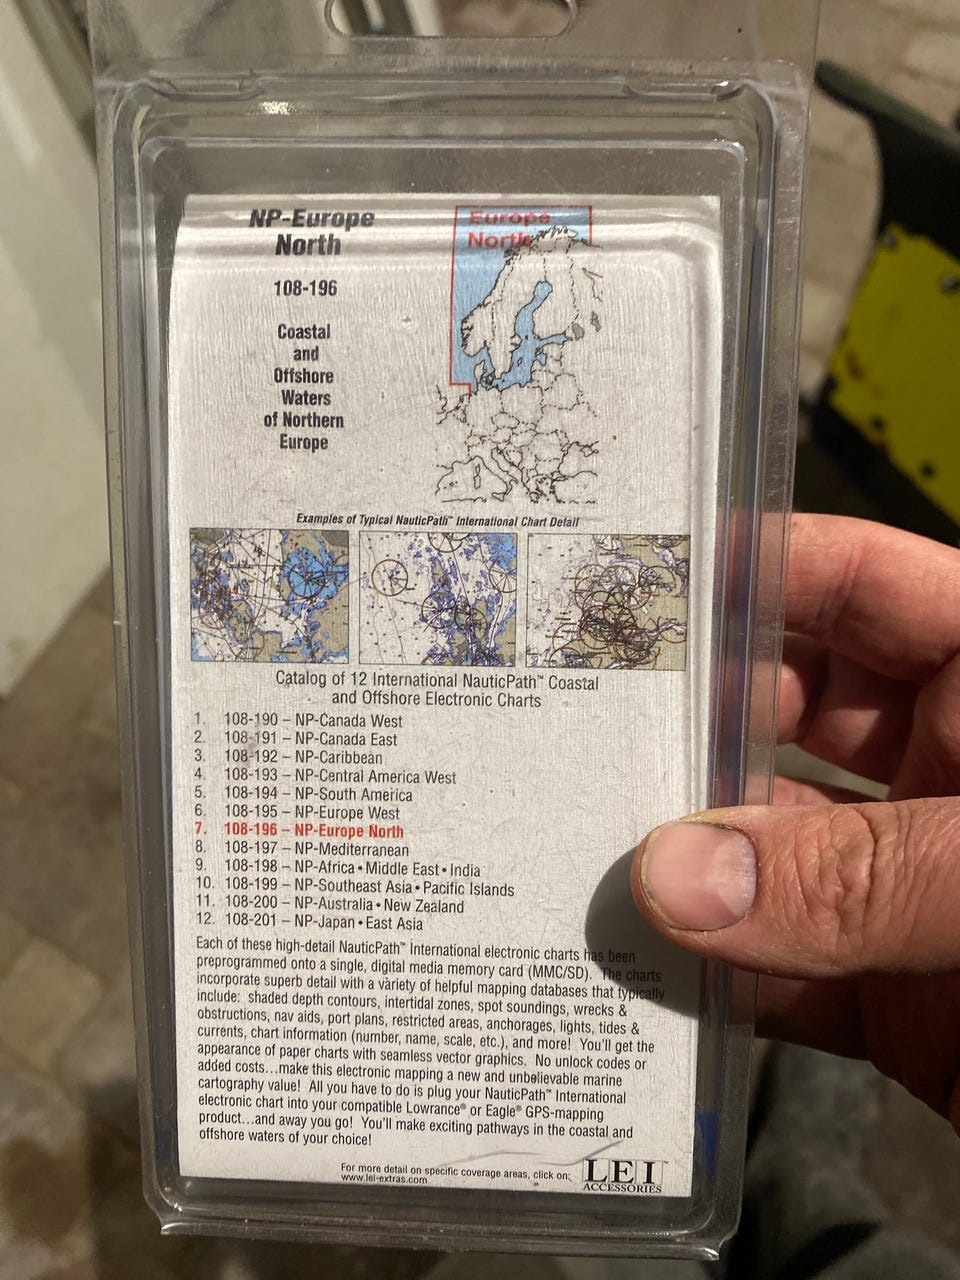 NP-Europe
North
108-196
Coastal
and
Offshore
Waters
of Northern
Europe
Europe
North
Examples of Typical NauticPath™ International Chart Detail
Catalog of 12 International NauticPath™ Coastal
and Offshore Electronic Charts
1. 108-190 – NP-Canada West
2. 108-191 – NP-Canada East
3. 108-192 – NP-Caribbean
4. 108-193 – NP-Central America West
5. 108-194 – NP-South America
6. 108-195 – NP-Europe West
7. 108-196 – NP-Europe North
8. 108-197 – NP-Mediterranean
9. 108-198 – NP-Africa • Middle East • India
10. 108-199 – NP-Southeast Asia • Pacific Islands
11. 108-200 – NP-Australia • New Zealand
12. 108-201 – NP-Japan • East Asia
Each of these high-detail NauticPath™ International electronic charts has been
preprogrammed onto a single, digital media memory card (MMC/SD). The charts
incorporate superb detail with a variety of helpful mapping databases that typically
include: shaded depth contours, intertidal zones, spot soundings, wrecks &
obstructions, nav aids, port plans, restricted areas, anchorages, lights, tides &
currents, chart information (number, name, scale, etc.), and more! You'll get the
appearance of paper charts with seamless vector graphics. No unlock codes or
added costs...make this electronic mapping a new and unbelievable marine
cartography value! All you have to do is plug your NauticPath™ International
electronic chart into your compatible Lowrance® or Eagle® GPS-mapping
product...and away you go! You'll make exciting pathways in the coastal and
offshore waters of your choice!
For more detail on specific coverage areas, click on:
www.lei-extras.com
LEI™
ACCESSORIES